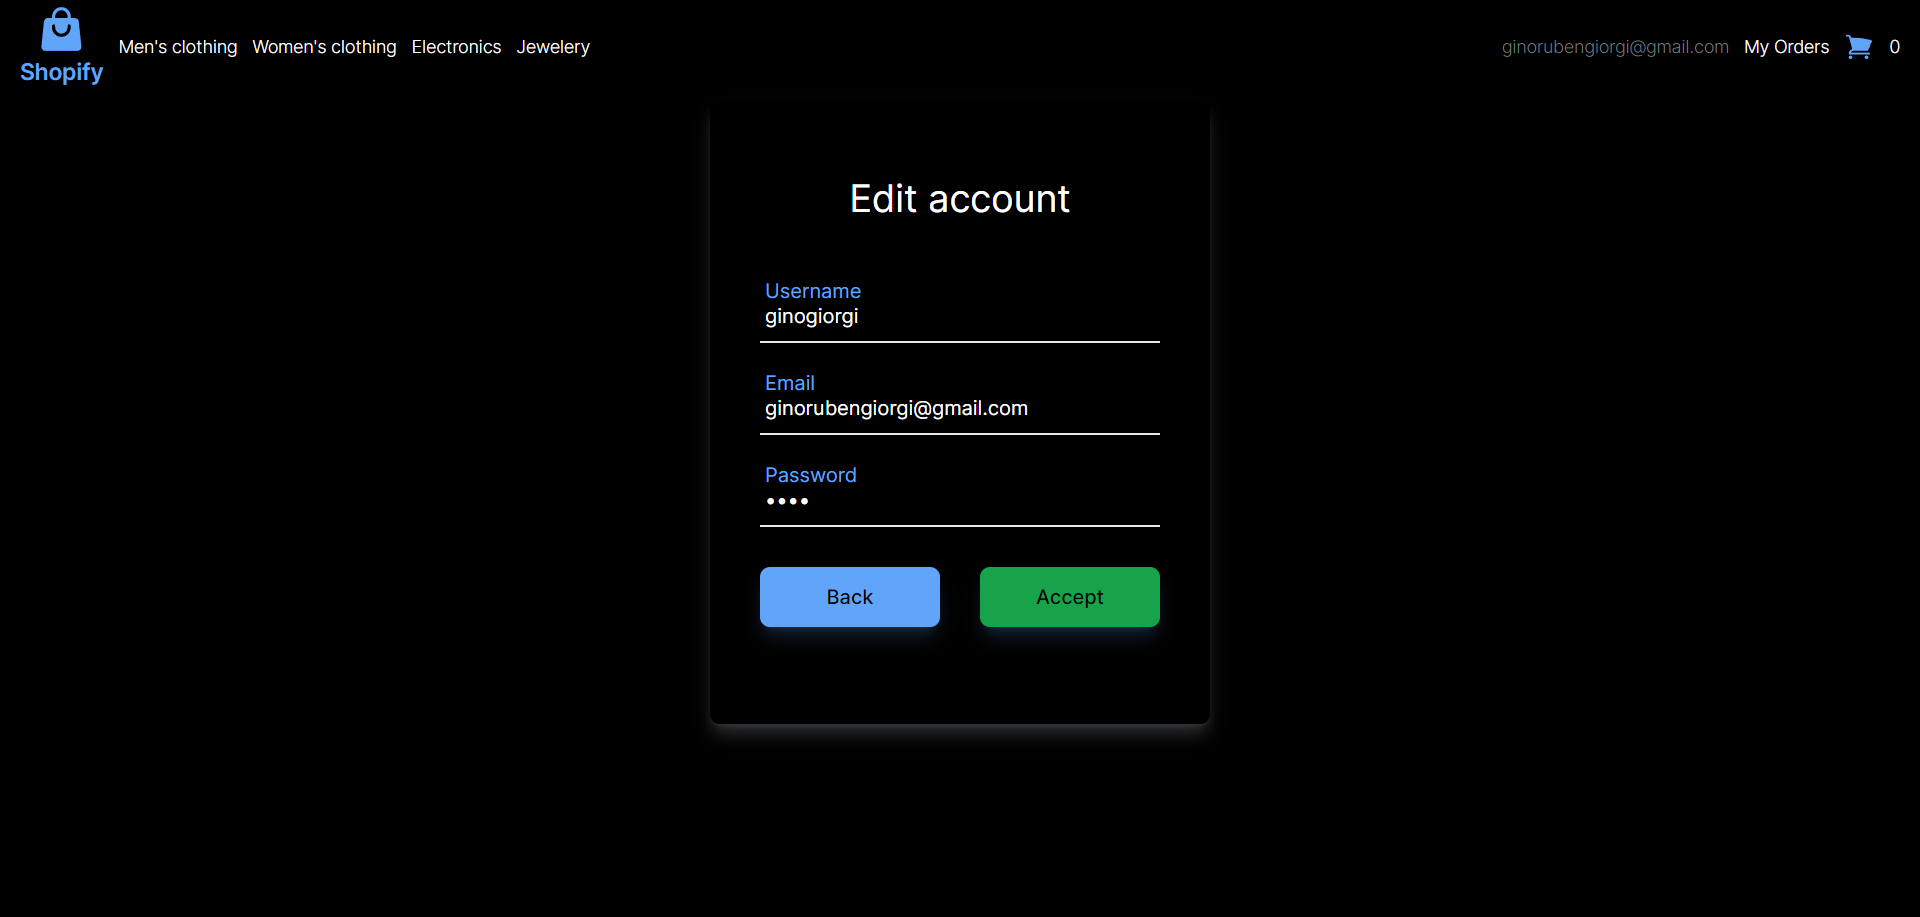 Shopify
Men's clothing Women's clothing Electronics Jewelery
ginorubengiorgi@gmail.com My Orders 0
Edit account
Username
ginogiorgi
Email
ginorubengiorgi@gmail.com
Password
••••
Back Accept